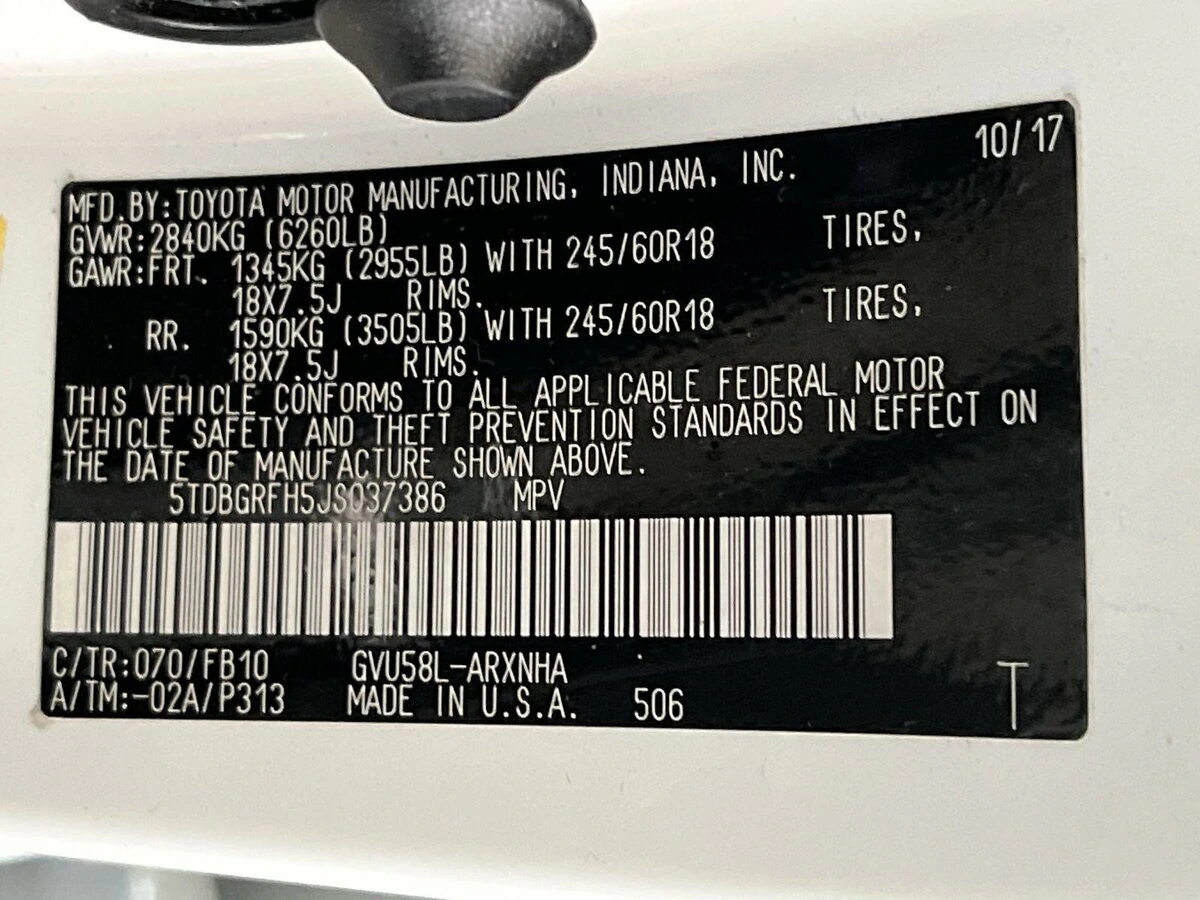 10/17
MFD.BY:TOYOTA MOTOR MANUFACTURING, INDIANA, INC.
GVWR:2840KG (6260LB)
GAWR:FRT. 1345KG (2955LB) WITH 245/60R18 TIRES,
18X7.5J RIMS.
RR. 1590KG (3505LB) WITH 245/60R18 TIRES,
18X7.5J RIMS.
THIS VEHICLE CONFORMS TO ALL APPLICABLE FEDERAL MOTOR
VEHICLE SAFETY AND THEFT PREVENTION STANDARDS IN EFFECT ON
THE DATE OF MANUFACTURE SHOWN ABOVE.
5TDBGRFH5JS037386 MPV
C/TR:070/FB10 GVU58L-ARXNHA
A/TM:-02A/P313 MADE IN U.S.A. 506 T